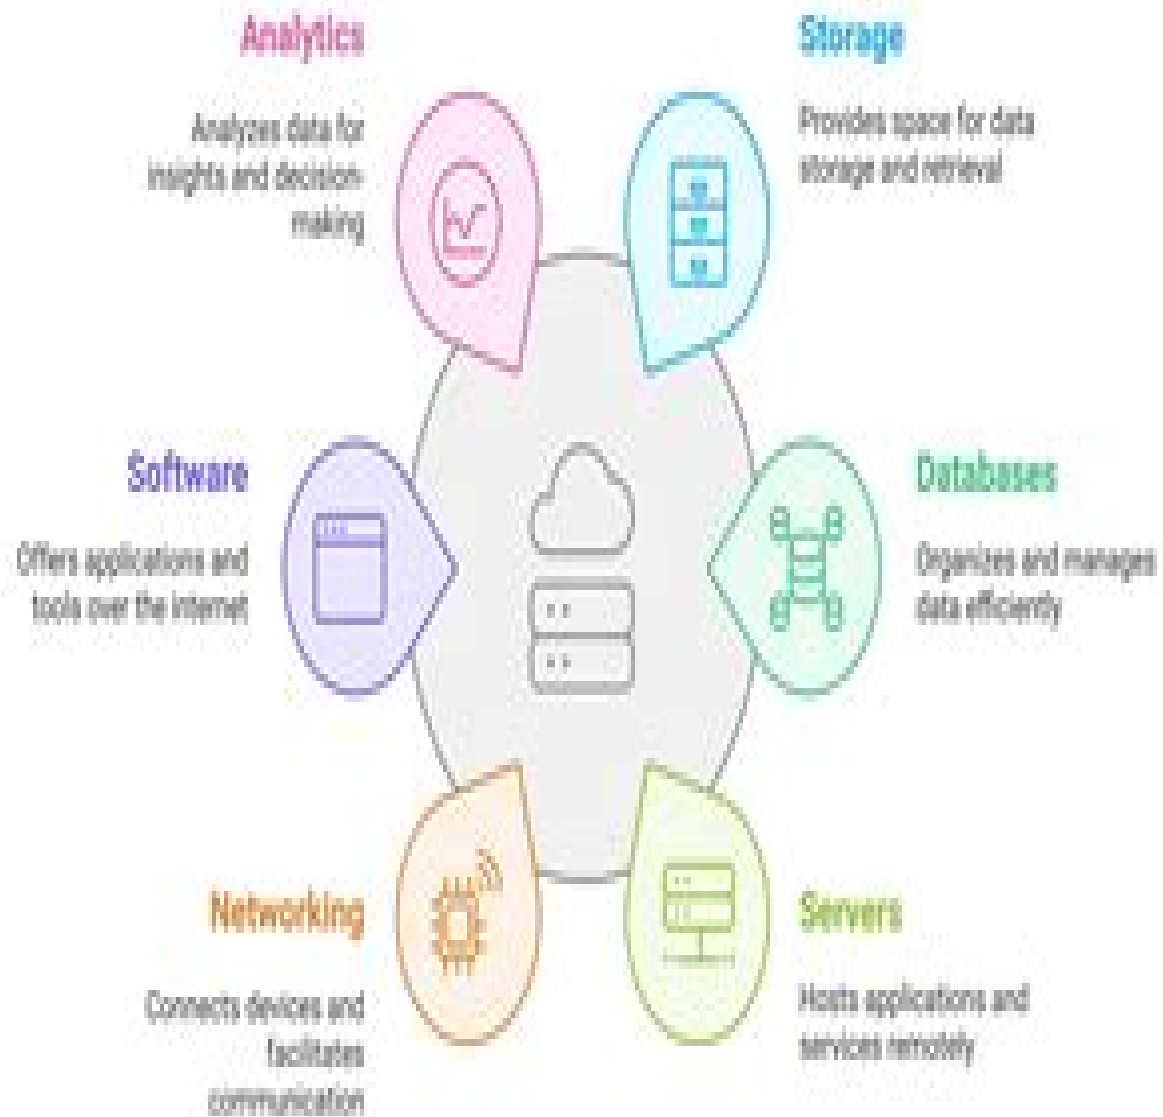 Analytics
Analyzes data for
insights and decision-
making
Storage
Provides space for data
storage and retrieval
Software
Offers applications and
tools over the internet
Databases
Organizes and manages
data efficiently
Networking
Connects devices and
facilitates
communication
Servers
Hosts applications and
services remotely